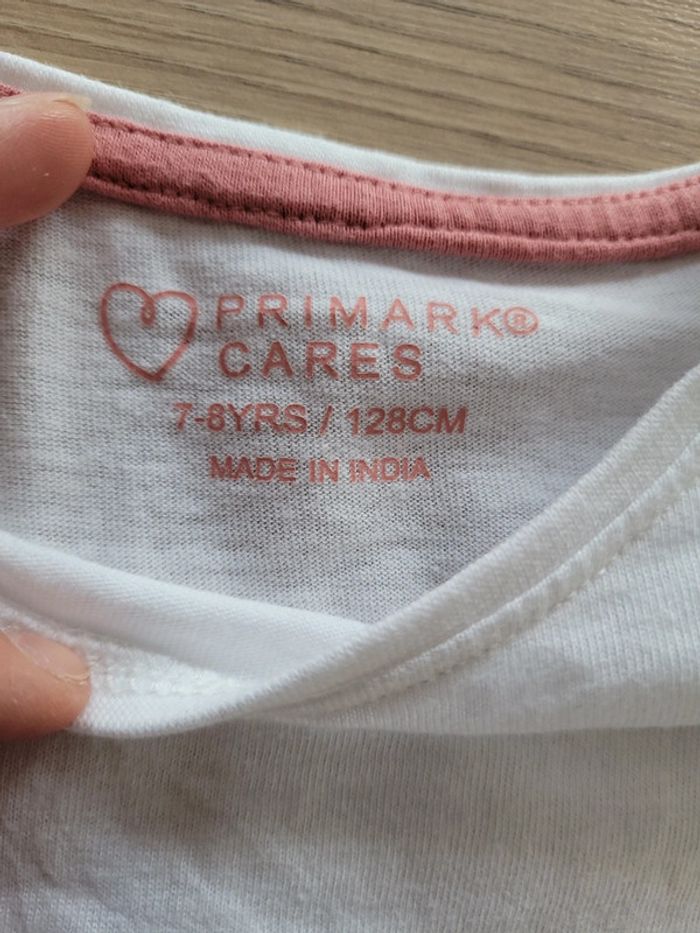 PRIMARK®
CARES
7-8YRS / 128CM
MADE IN INDIA